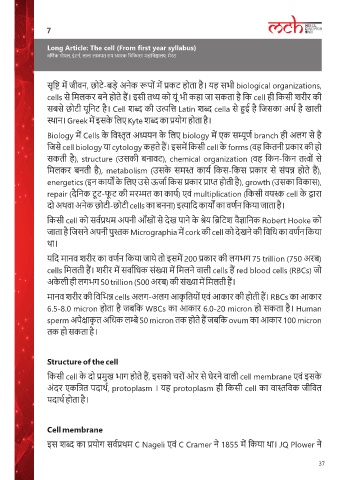 7
mch
Long Article: The cell (From first year syllabus)
सृष्टि में जीवन, छोटे-बड़े अनेक रूपों में प्रकट होता है। यह सभी biological organizations,
cells से मिलकर बने होते हैं। इसी तथ्य को यूं भी कहा जा सकता है कि cell ही किसी शरीर की
सबसे छोटी यूनिट है। Cell शब्द की उत्पत्ति Latin शब्द cella से हुई है जिसका अर्थ है खाली
स्थान। Greek में इसके लिए Kyte शब्द का प्रयोग होता है।
Biology में Cells के विस्तृत अध्ययन के लिए biology में एक सम्पूर्ण branch ही अलग से है
जिसे cell biology या cytology कहते हैं। इसमें किसी cell के forms (वह कितनी प्रकार की हो
सकती है), structure (उसकी बनावट), chemical organization (वह किन-किन तत्वों से
मिलकर बनती है), metabolism (उसके समस्त कार्य किस-किस प्रकार से संपन्न होते हैं),
energetics (इन कार्यों के लिए उसे ऊर्जा किस प्रकार प्राप्त होती है), growth (उसका विकास),
repair (दैनिक टूट-फूट की मरम्मत का कार्य) एवं multiplication (किसी वयस्क cell के द्वारा
दो अथवा अनेक छोटी-छोटी cells का बनना) इत्यादि कार्यों का वर्णन किया जाता है।
किसी cell को सर्वप्रथम अपनी आँखों से देख पाने के श्रेय ब्रिटिश वैज्ञानिक Robert Hooke को
जाता है जिसने अपनी पुस्तक Micrographia में cork की cell को देखने की विधि का वर्णन किया
था।
यदि मानव शरीर का वर्णन किया जाये तो इसमें 200 प्रकार की लगभग 75 trillion (750 अरब)
cells मिलती हैं। शरीर में सर्वाधिक संख्या में मिलने वाली cells हैं red blood cells (RBCs) जो
अकेली ही लगभग 50 trillion (500 अरब) की संख्या में मिलती हैं।
मानव शरीर की विभिन्न cells अलग-अलग आकृतियों एवं आकार की होती हैं। RBCs का आकार
6.5-8.0 micron होता है जबकि WBCs का आकार 6.0-20 micron हो सकता है। Human
sperm अपेक्षाकृत अधिक लम्बे 50 micron तक होते हैं जबकि ovum का आकार 100 micron
तक हो सकता है।
Structure of the cell
किसी cell के दो प्रमुख भाग होते हैं, इसको चारों ओर से घेरने वाली cell membrane एवं इसके
अंदर एकत्रित पदार्थ, protoplasm । यह protoplasm ही किसी cell का वास्तविक जीवित
पदार्थ होता है।
Cell membrane
इस शब्द का प्रयोग सर्वप्रथम C Nageli एवं C Cramer ने 1855 में किया था। JQ Plower ने
37